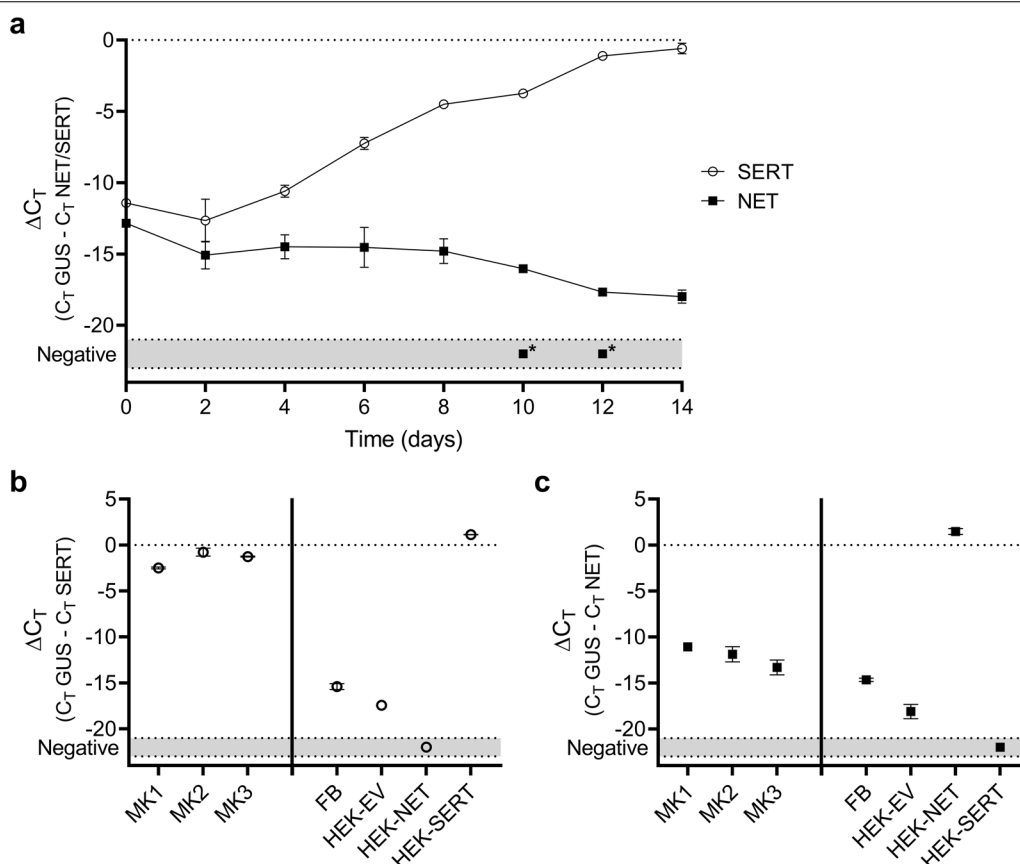 a
ΔCT
(CT GUS - CT NET/SERT)
0
-5
-10
-15
-20
Negative
* *
0 2 4 6 8 10 12 14
Time (days)
SERT
NET
b
ΔCT
(CT GUS - CT SERT)
5
0
-5
-10
-15
-20
Negative
MK1 MK2 MK3 FB HEK-EV HEK-NET HEK-SERT
c
ΔCT
(CT GUS - CT NET)
5
0
-5
-10
-15
-20
Negative
MK1 MK2 MK3 FB HEK-EV HEK-NET HEK-SERT